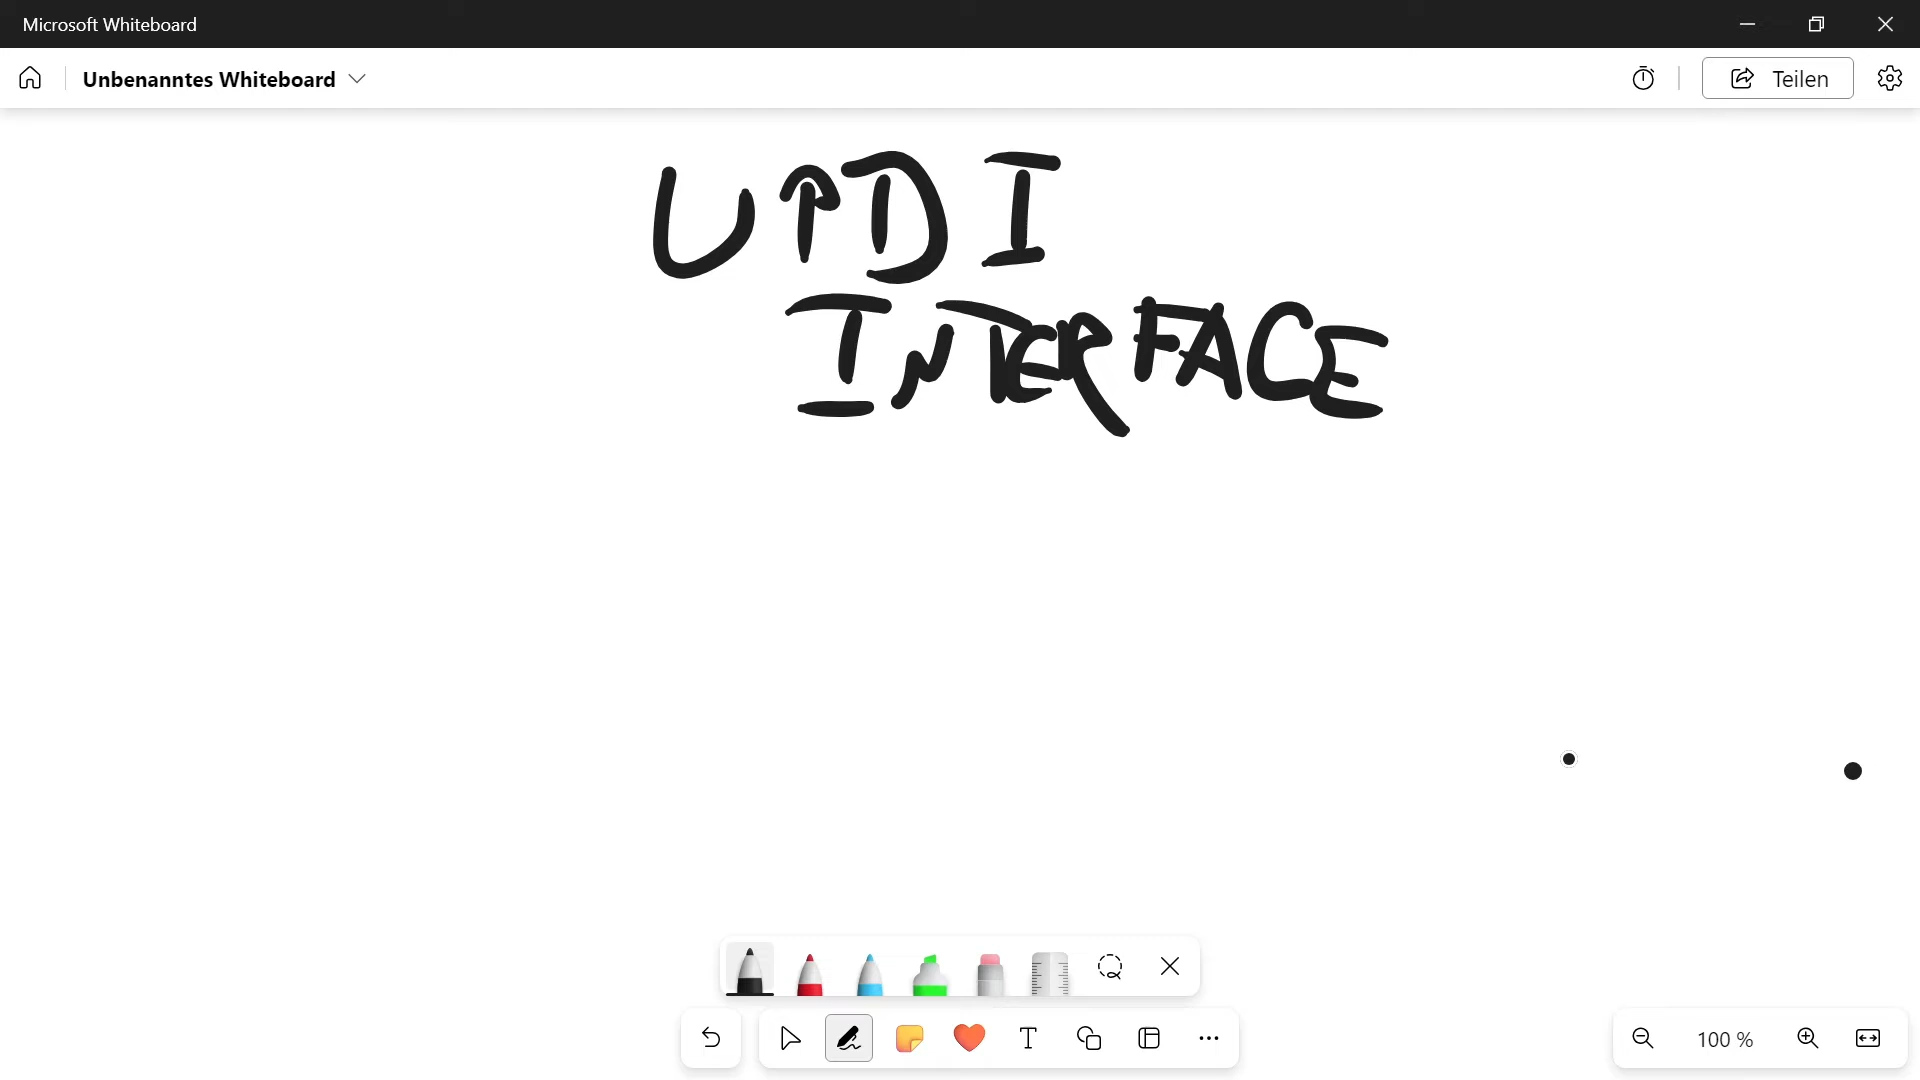 Microsoft Whiteboard
Unbenanntes Whiteboard
Teilen
UPDI
INTERFACE
100 %